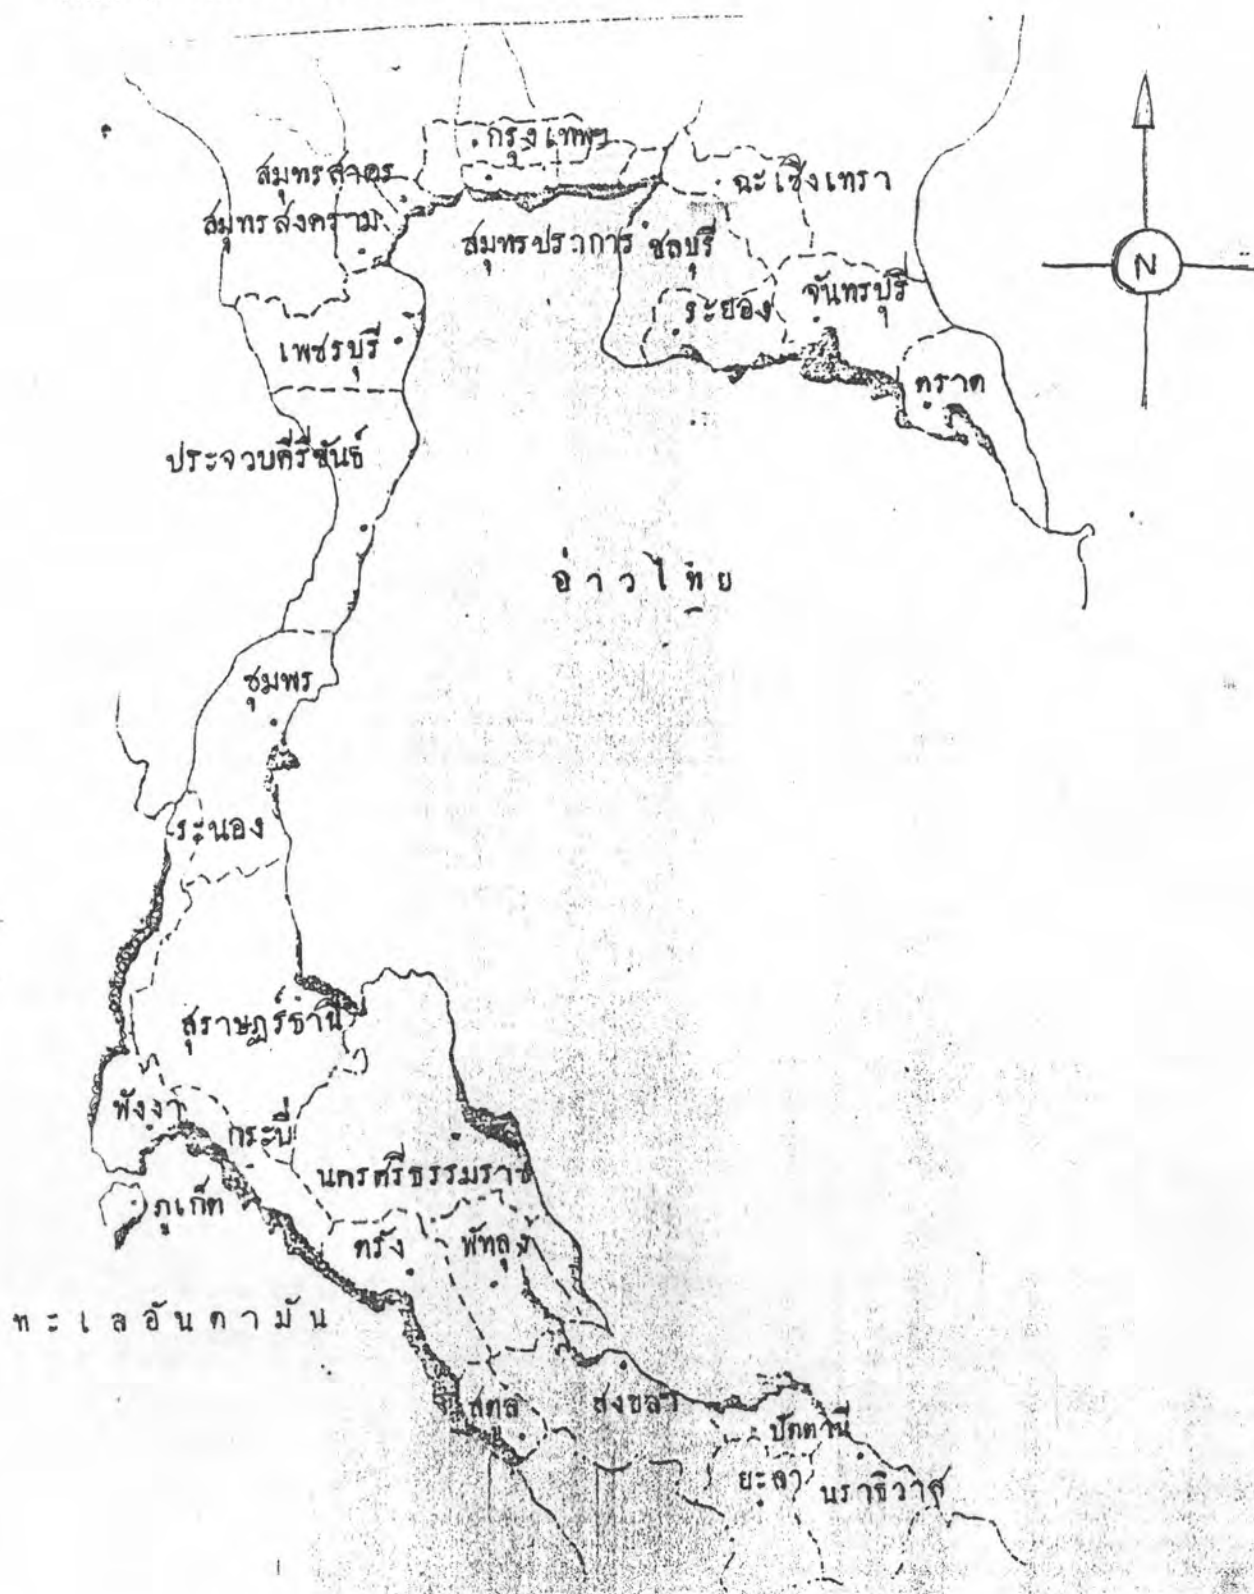 กรุงเทพฯ
สมุทรสาคร
ฉะเชิงเทรา
สมุทรสงคราม
สมุทรปราการ
ชลบุรี
N
จันทรบุรี
ระยอง
เพชรบุรี
ตราด
ประจวบคีรีขันธ์
อ่าวไทย
ชุมพร
ระนอง
สุราษฎร์ธานี
พังงา
กระบี่
นครศรีธรรมราช
ภูเก็ต
ตรัง
พัทลุง
ทะเลอันดามัน
สตูล
สงขลา
ปัตตานี
ยะลา
นราธิวาส